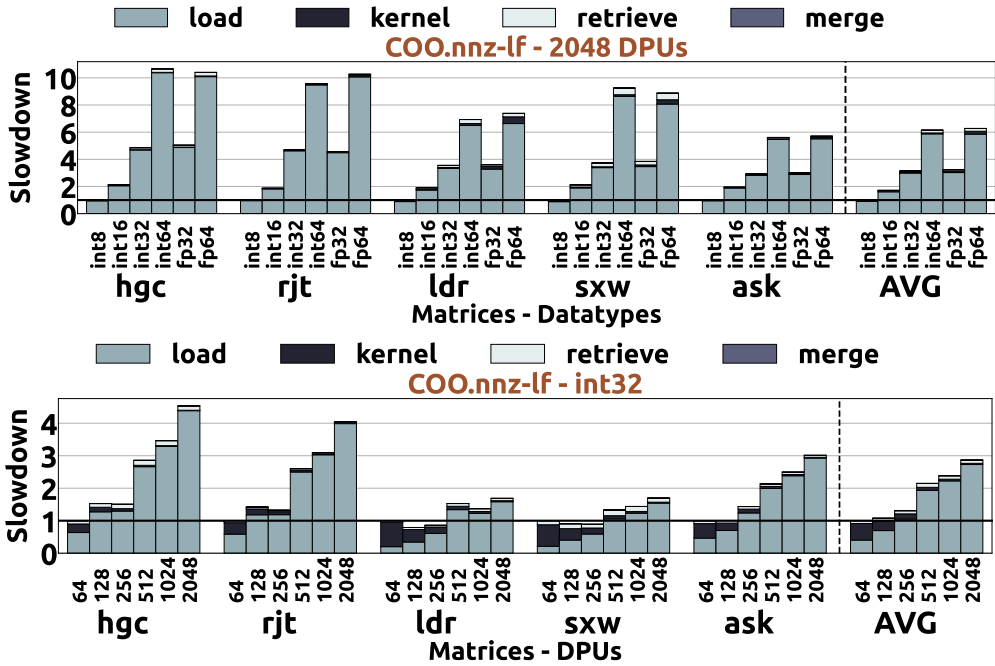 load kernel retrieve merge
COO.nnz-lf - 2048 DPUs
Slowdown
10
8
6
4
2
0
int8 int16 int32 int64 fp32 fp64 int8 int16 int32 int64 fp32 fp64 int8 int16 int32 int64 fp32 fp64 int8 int16 int32 int64 fp32 fp64 int8 int16 int32 int64 fp32 fp64 int8 int16 int32 int64 fp32 fp64
hgc rjt ldr sxw ask AVG
Matrices - Datatypes
load kernel retrieve merge
COO.nnz-lf - int32
Slowdown
4
3
2
1
0
64 128 256 512 1024 2048 64 128 256 512 1024 2048 64 128 256 512 1024 2048 64 128 256 512 1024 2048 64 128 256 512 1024 2048 64 128 256 512 1024 2048
hgc rjt ldr sxw ask AVG
Matrices - DPUs